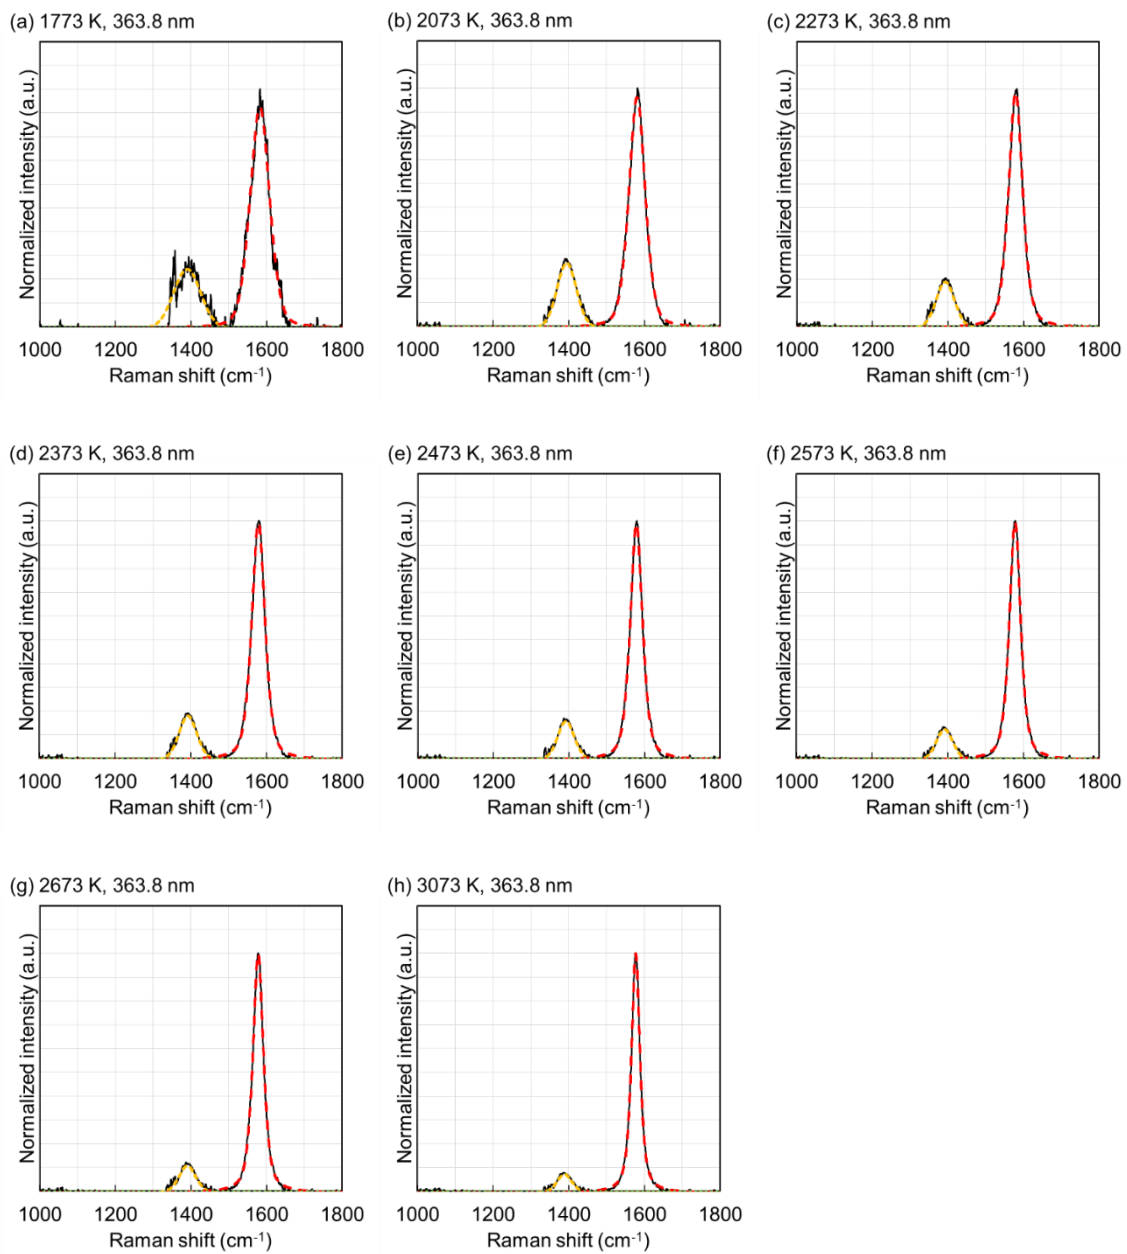 (a) 1773 K, 363.8 nm
Normalized intensity (a.u.)
1000 1200 1400 1600 1800
Raman shift (cm⁻¹)
(b) 2073 K, 363.8 nm
Normalized intensity (a.u.)
1000 1200 1400 1600 1800
Raman shift (cm⁻¹)
(c) 2273 K, 363.8 nm
Normalized intensity (a.u.)
1000 1200 1400 1600 1800
Raman shift (cm⁻¹)
(d) 2373 K, 363.8 nm
Normalized intensity (a.u.)
1000 1200 1400 1600 1800
Raman shift (cm⁻¹)
(e) 2473 K, 363.8 nm
Normalized intensity (a.u.)
1000 1200 1400 1600 1800
Raman shift (cm⁻¹)
(f) 2573 K, 363.8 nm
Normalized intensity (a.u.)
1000 1200 1400 1600 1800
Raman shift (cm⁻¹)
(g) 2673 K, 363.8 nm
Normalized intensity (a.u.)
1000 1200 1400 1600 1800
Raman shift (cm⁻¹)
(h) 3073 K, 363.8 nm
Normalized intensity (a.u.)
1000 1200 1400 1600 1800
Raman shift (cm⁻¹)